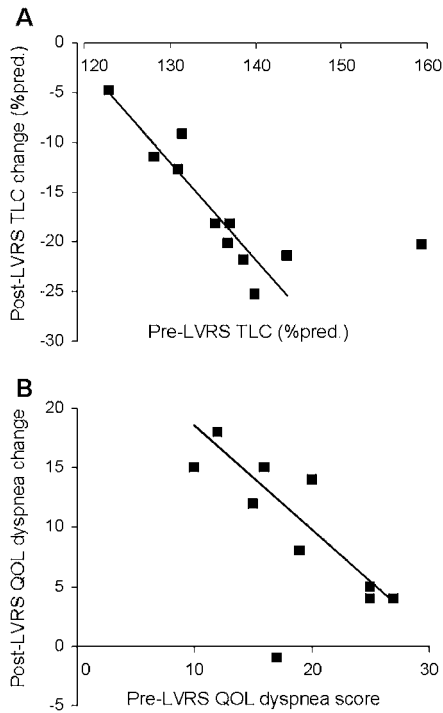 A
Post-LVRS TLC change (%pred.)
0
-5
-10
-15
-20
-25
-30
120 130 140 150 160
Pre-LVRS TLC (%pred.)
B
Post-LVRS QOL dyspnea change
20
15
10
5
0
-5
0 10 20 30
Pre-LVRS QOL dyspnea score